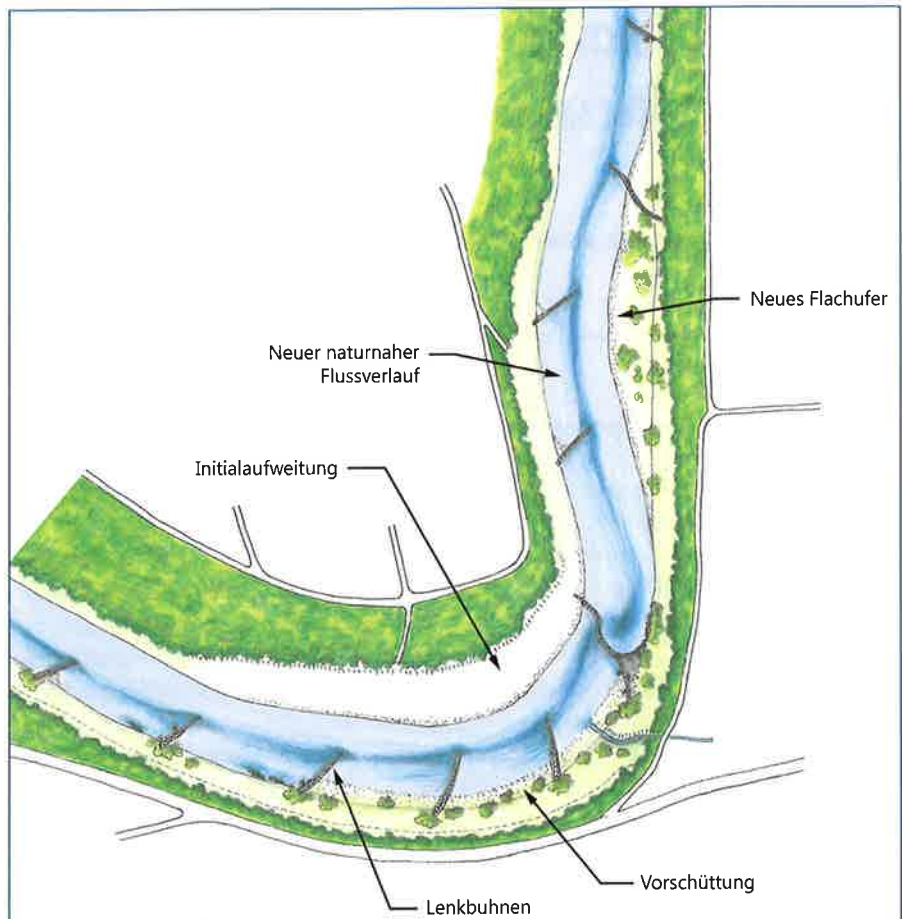 Neues Flachufer
Neuer naturnaher
Flussverlauf
Initialaufweitung
Vorschüttung
Lenkbuhnen